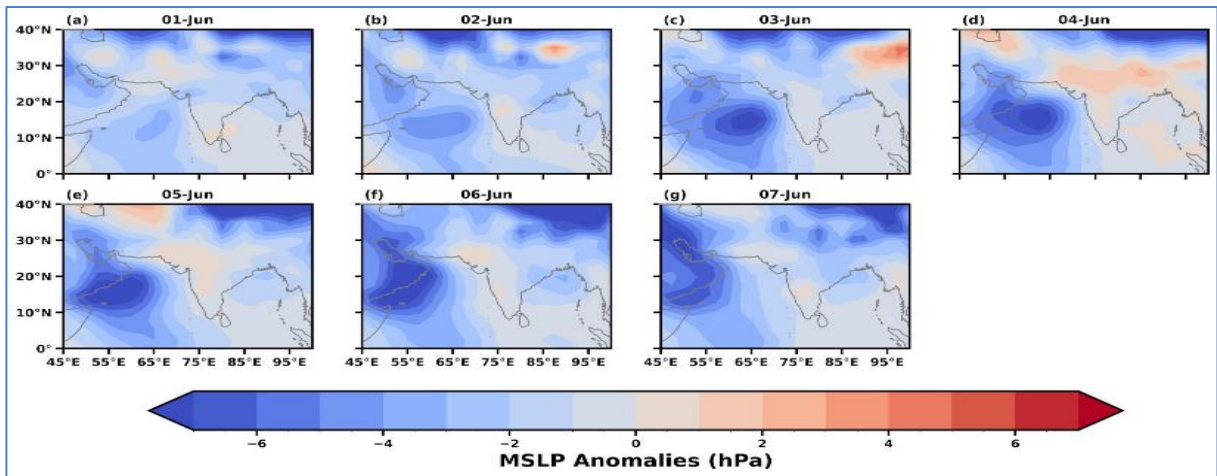 (a) 01-Jun
(b) 02-Jun
(c) 03-Jun
(d) 04-Jun
40°N
30°N
20°N
10°N
0°
(e) 05-Jun
(f) 06-Jun
(g) 07-Jun
40°N
30°N
20°N
10°N
0°
45°E 55°E 65°E 75°E 85°E 95°E
45°E 55°E 65°E 75°E 85°E 95°E
45°E 55°E 65°E 75°E 85°E 95°E
−6 −4 −2 0 2 4 6
MSLP Anomalies (hPa)